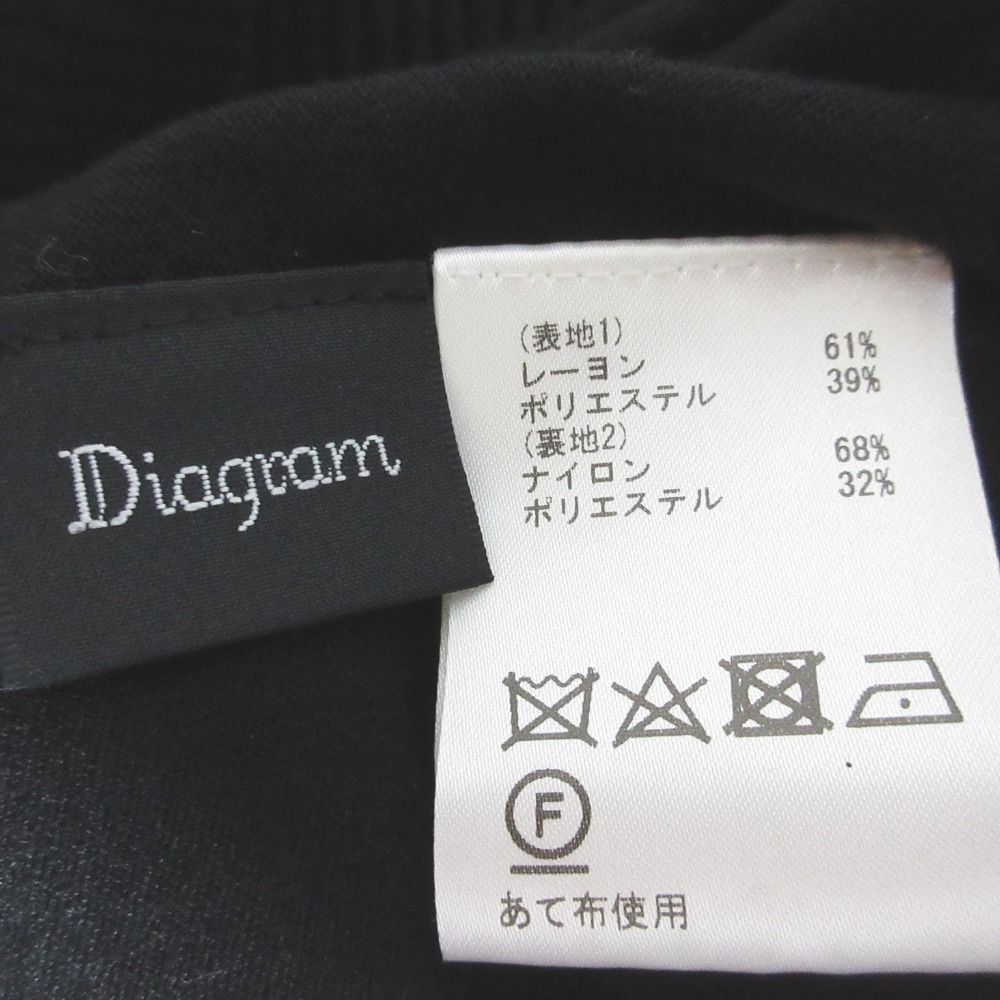 Diagram
(表地1)
レーヨン 61%
ポリエステル 39%
(裏地2)
ナイロン 68%
ポリエステル 32%
F
あて布使用